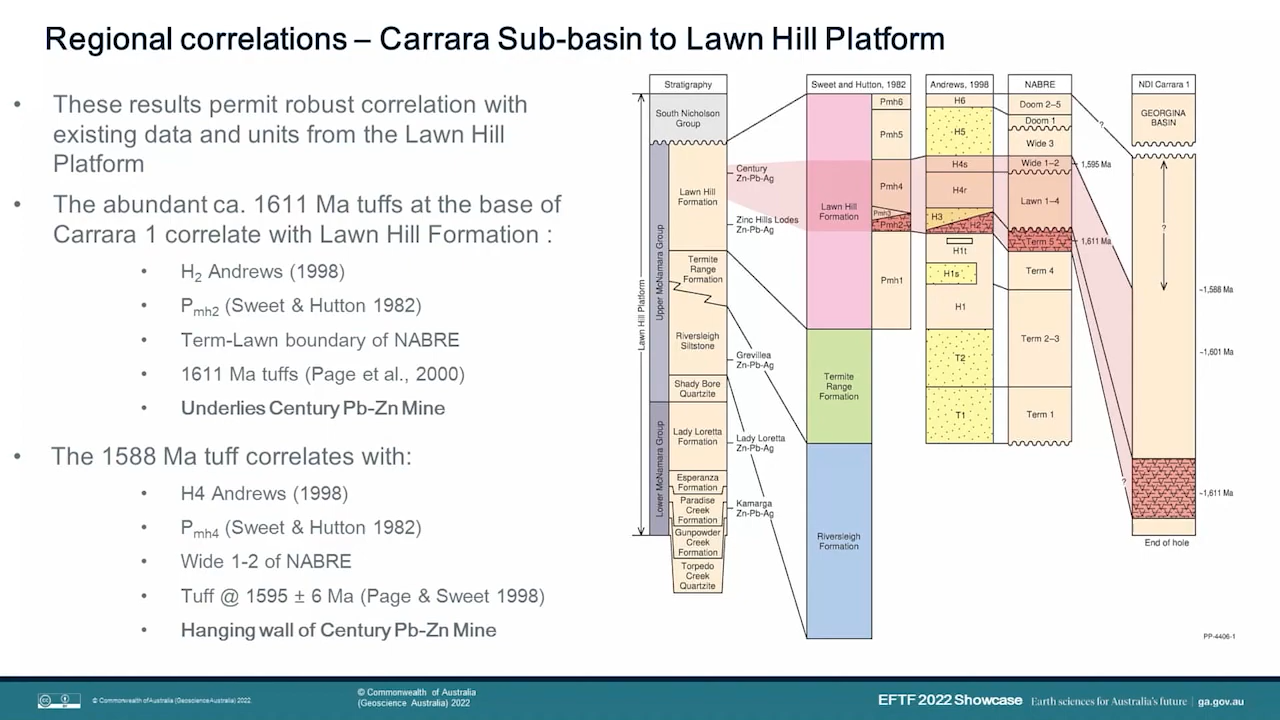 Regional correlations – Carrara Sub-basin to Lawn Hill Platform
• These results permit robust correlation with
existing data and units from the Lawn Hill
Platform
• The abundant ca. 1611 Ma tuffs at the base of
Carrara 1 correlate with Lawn Hill Formation :
• H2 Andrews (1998)
• Pmh2 (Sweet & Hutton 1982)
• Term-Lawn boundary of NABRE
• 1611 Ma tuffs (Page et al., 2000)
• Underlies Century Pb-Zn Mine
• The 1588 Ma tuff correlates with:
• H4 Andrews (1998)
• Pmh4 (Sweet & Hutton 1982)
• Wide 1-2 of NABRE
• Tuff @ 1595 ± 6 Ma (Page & Sweet 1998)
• Hanging wall of Century Pb-Zn Mine
Stratigraphy
South Nicholson
Group
Lawn Hill Platform
Upper McNamara Group
Lower McNamara Group
Lawn Hill
Formation
Termite
Range
Formation
Riversleigh
Siltstone
Shady Bore
Quartzite
Lady Loretta
Formation
Esperanza
Formation
Paradise
Creek
Formation
Gunpowder
Creek
Formation
Torpedo
Creek
Quartzite
Century
Zn-Pb-Ag
Zinc Hills Lodes
Zn-Pb-Ag
Grevillea
Zn-Pb-Ag
Lady Loretta
Zn-Pb-Ag
Kamarga
Zn-Pb-Ag
Sweet and Hutton, 1982
Lawn Hill
Formation
Termite
Range
Formation
Riversleigh
Formation
Pmh6
Pmh5
Pmh4
Pmh3
Pmh2
Pmh1
Andrews, 1998
H6
H5
H4s
H4r
H3
H2
H1t
H1s
H1
T2
T1
NABRE
Doom 2–5
Doom 1
Wide 3
Wide 1–2
Lawn 1–4
Term 5
Term 4
Term 2–3
Term 1
?
1,595 Ma
1,611 Ma
?
NDI Carrara 1
GEORGINA
BASIN
?
~1,588 Ma
~1,601 Ma
~1,611 Ma
End of hole
PP-4406-1
cc
BY
© Commonwealth of Australia (Geoscience Australia) 2022
© Commonwealth of Australia
(Geoscience Australia) 2022
EFTF 2022 Showcase Earth sciences for Australia's future | ga.gov.au